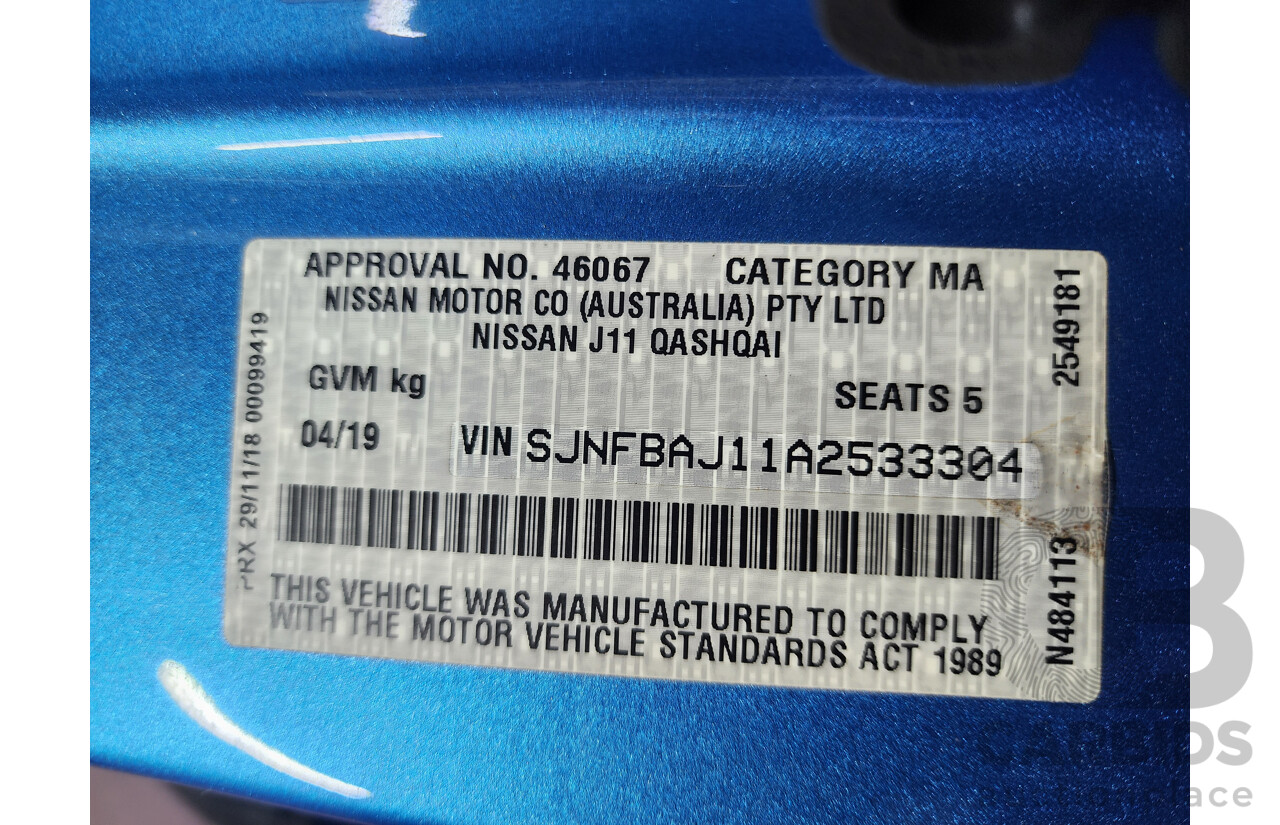 APPROVAL NO. 46067 CATEGORY MA
NISSAN MOTOR CO (AUSTRALIA) PTY LTD
NISSAN J11 QASHQAI
GVM kg SEATS 5
04/19 VIN SJNFBAJ11A2533304
THIS VEHICLE WAS MANUFACTURED TO COMPLY
WITH THE MOTOR VEHICLE STANDARDS ACT 1989
PRX 29/11/18 00099419
2549181
N484113
B
CARBIDS